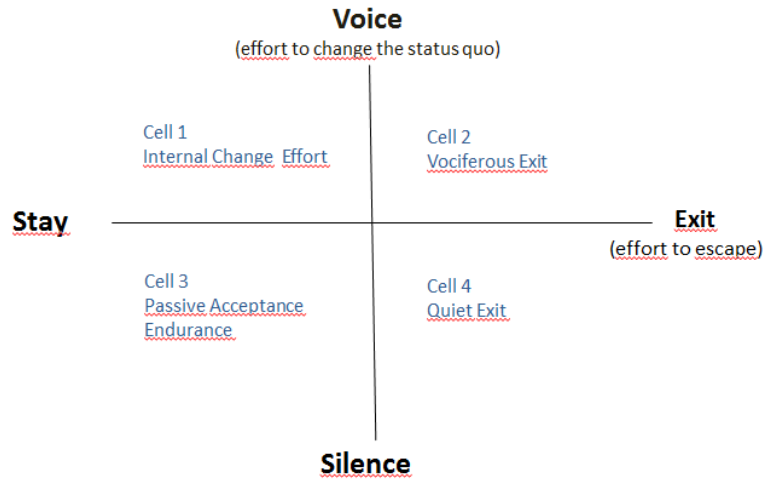 Voice
(effort to change the status quo)
Cell 1
Internal Change Effort
Cell 2
Vociferous Exit
Stay
Exit
(effort to escape)
Cell 3
Passive Acceptance
Endurance
Cell 4
Quiet Exit
Silence